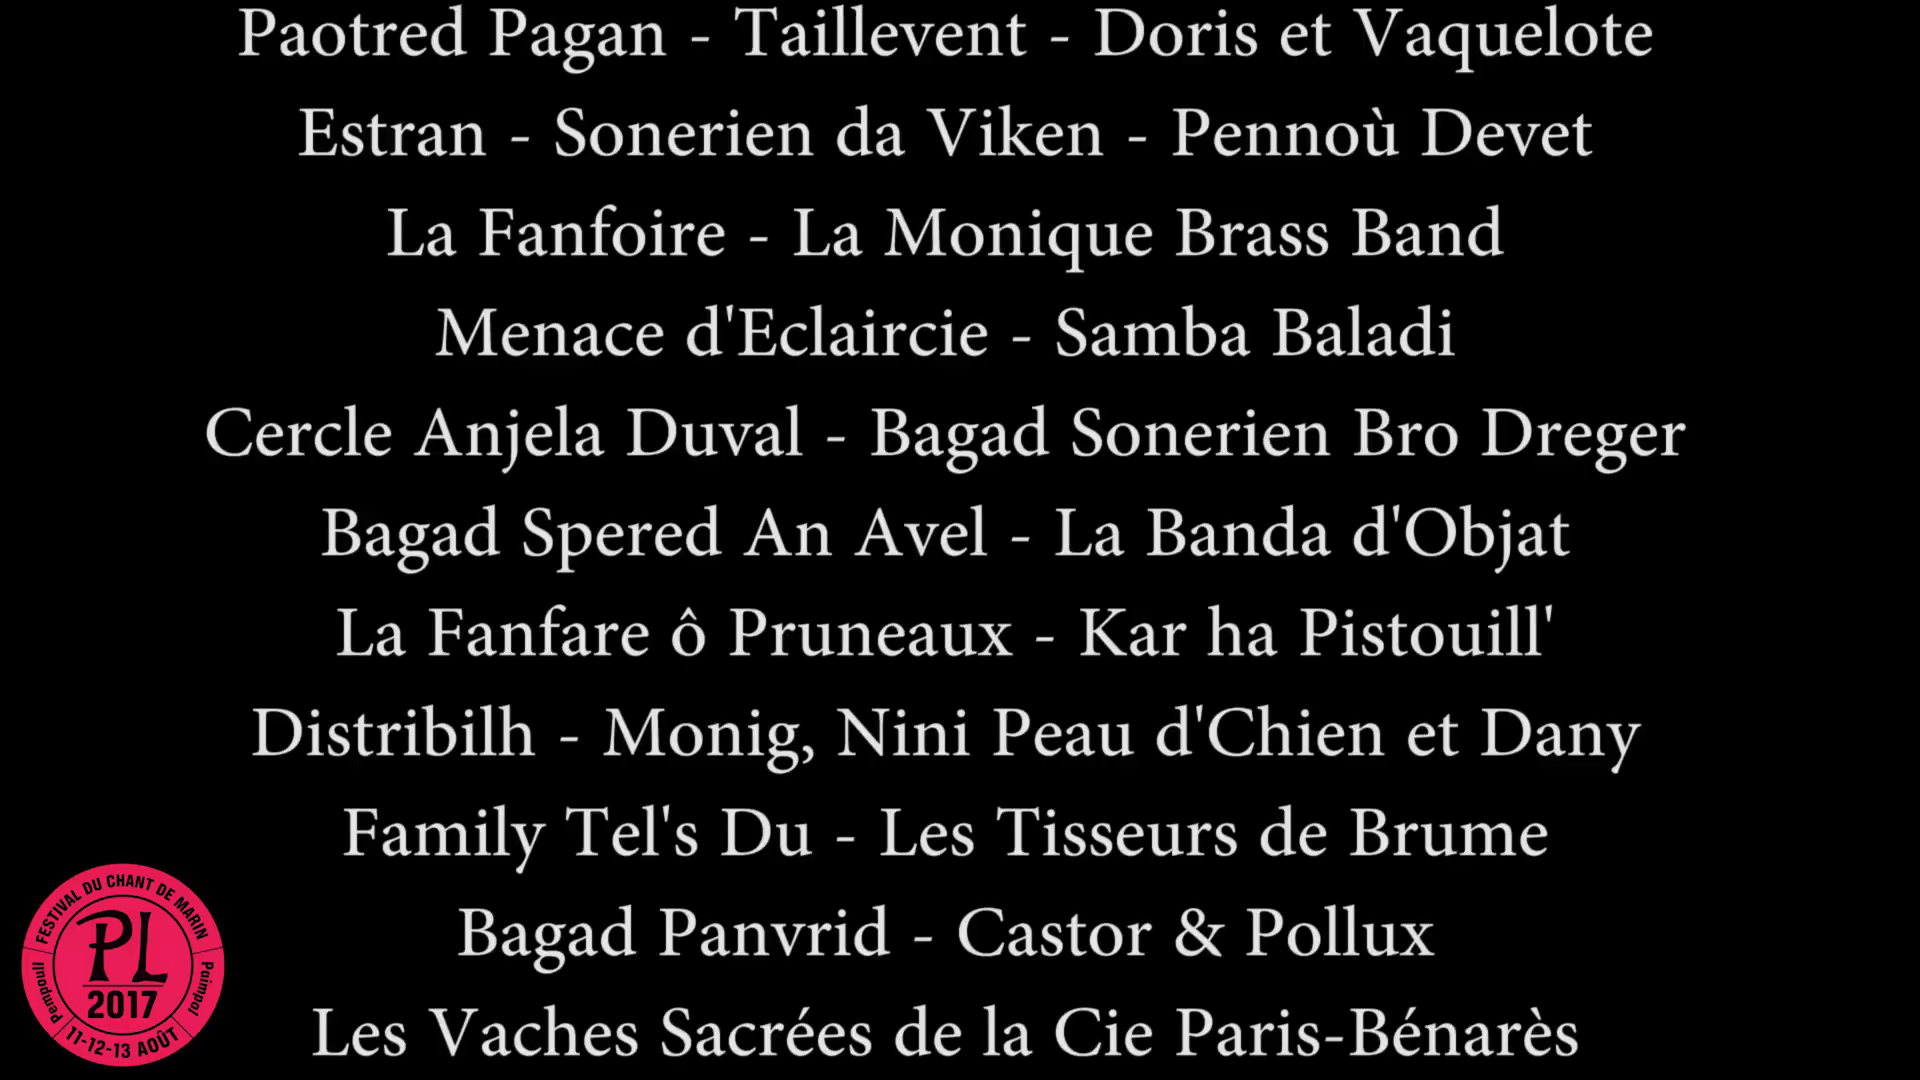 Paotred Pagan - Taillevent - Doris et Vaquelote
Estran - Sonerien da Viken - Pennoù Devet
La Fanfoire - La Monique Brass Band
Menace d'Eclaircie - Samba Baladi
Cercle Anjela Duval - Bagad Sonerien Bro Dreger
Bagad Spered An Avel - La Banda d'Objat
La Fanfare ô Pruneaux - Kar ha Pistouill'
Distribilh - Monig, Nini Peau d'Chien et Dany
Family Tel's Du - Les Tisseurs de Brume
Bagad Panvrid - Castor & Pollux
Les Vaches Sacrées de la Cie Paris-Bénarès
FESTIVAL DU CHANT DE MARIN
PL
2017
Pempoull
Paimpol
11-12-13 AOÛT